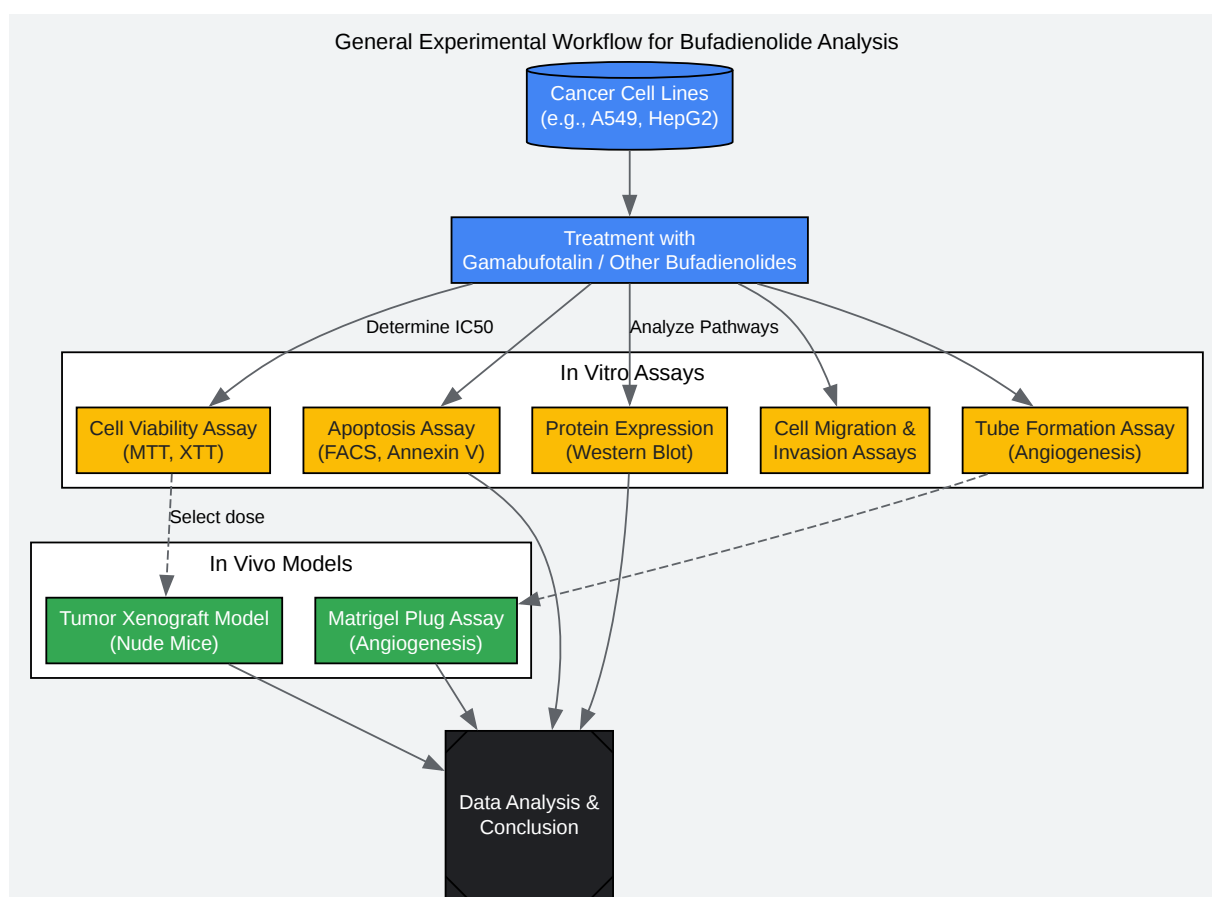 General Experimental Workflow for Bufadienolide Analysis
Cancer Cell Lines
(e.g., A549, HepG2)
Treatment with
Gamabufotalin / Other Bufadienolides
Determine IC50
Analyze Pathways
In Vitro Assays
Cell Viability Assay
(MTT, XTT)
Apoptosis Assay
(FACS, Annexin V)
Protein Expression
(Western Blot)
Cell Migration &
Invasion Assays
Tube Formation Assay
(Angiogenesis)
Select dose
In Vivo Models
Tumor Xenograft Model
(Nude Mice)
Matrigel Plug Assay
(Angiogenesis)
Data Analysis &
Conclusion